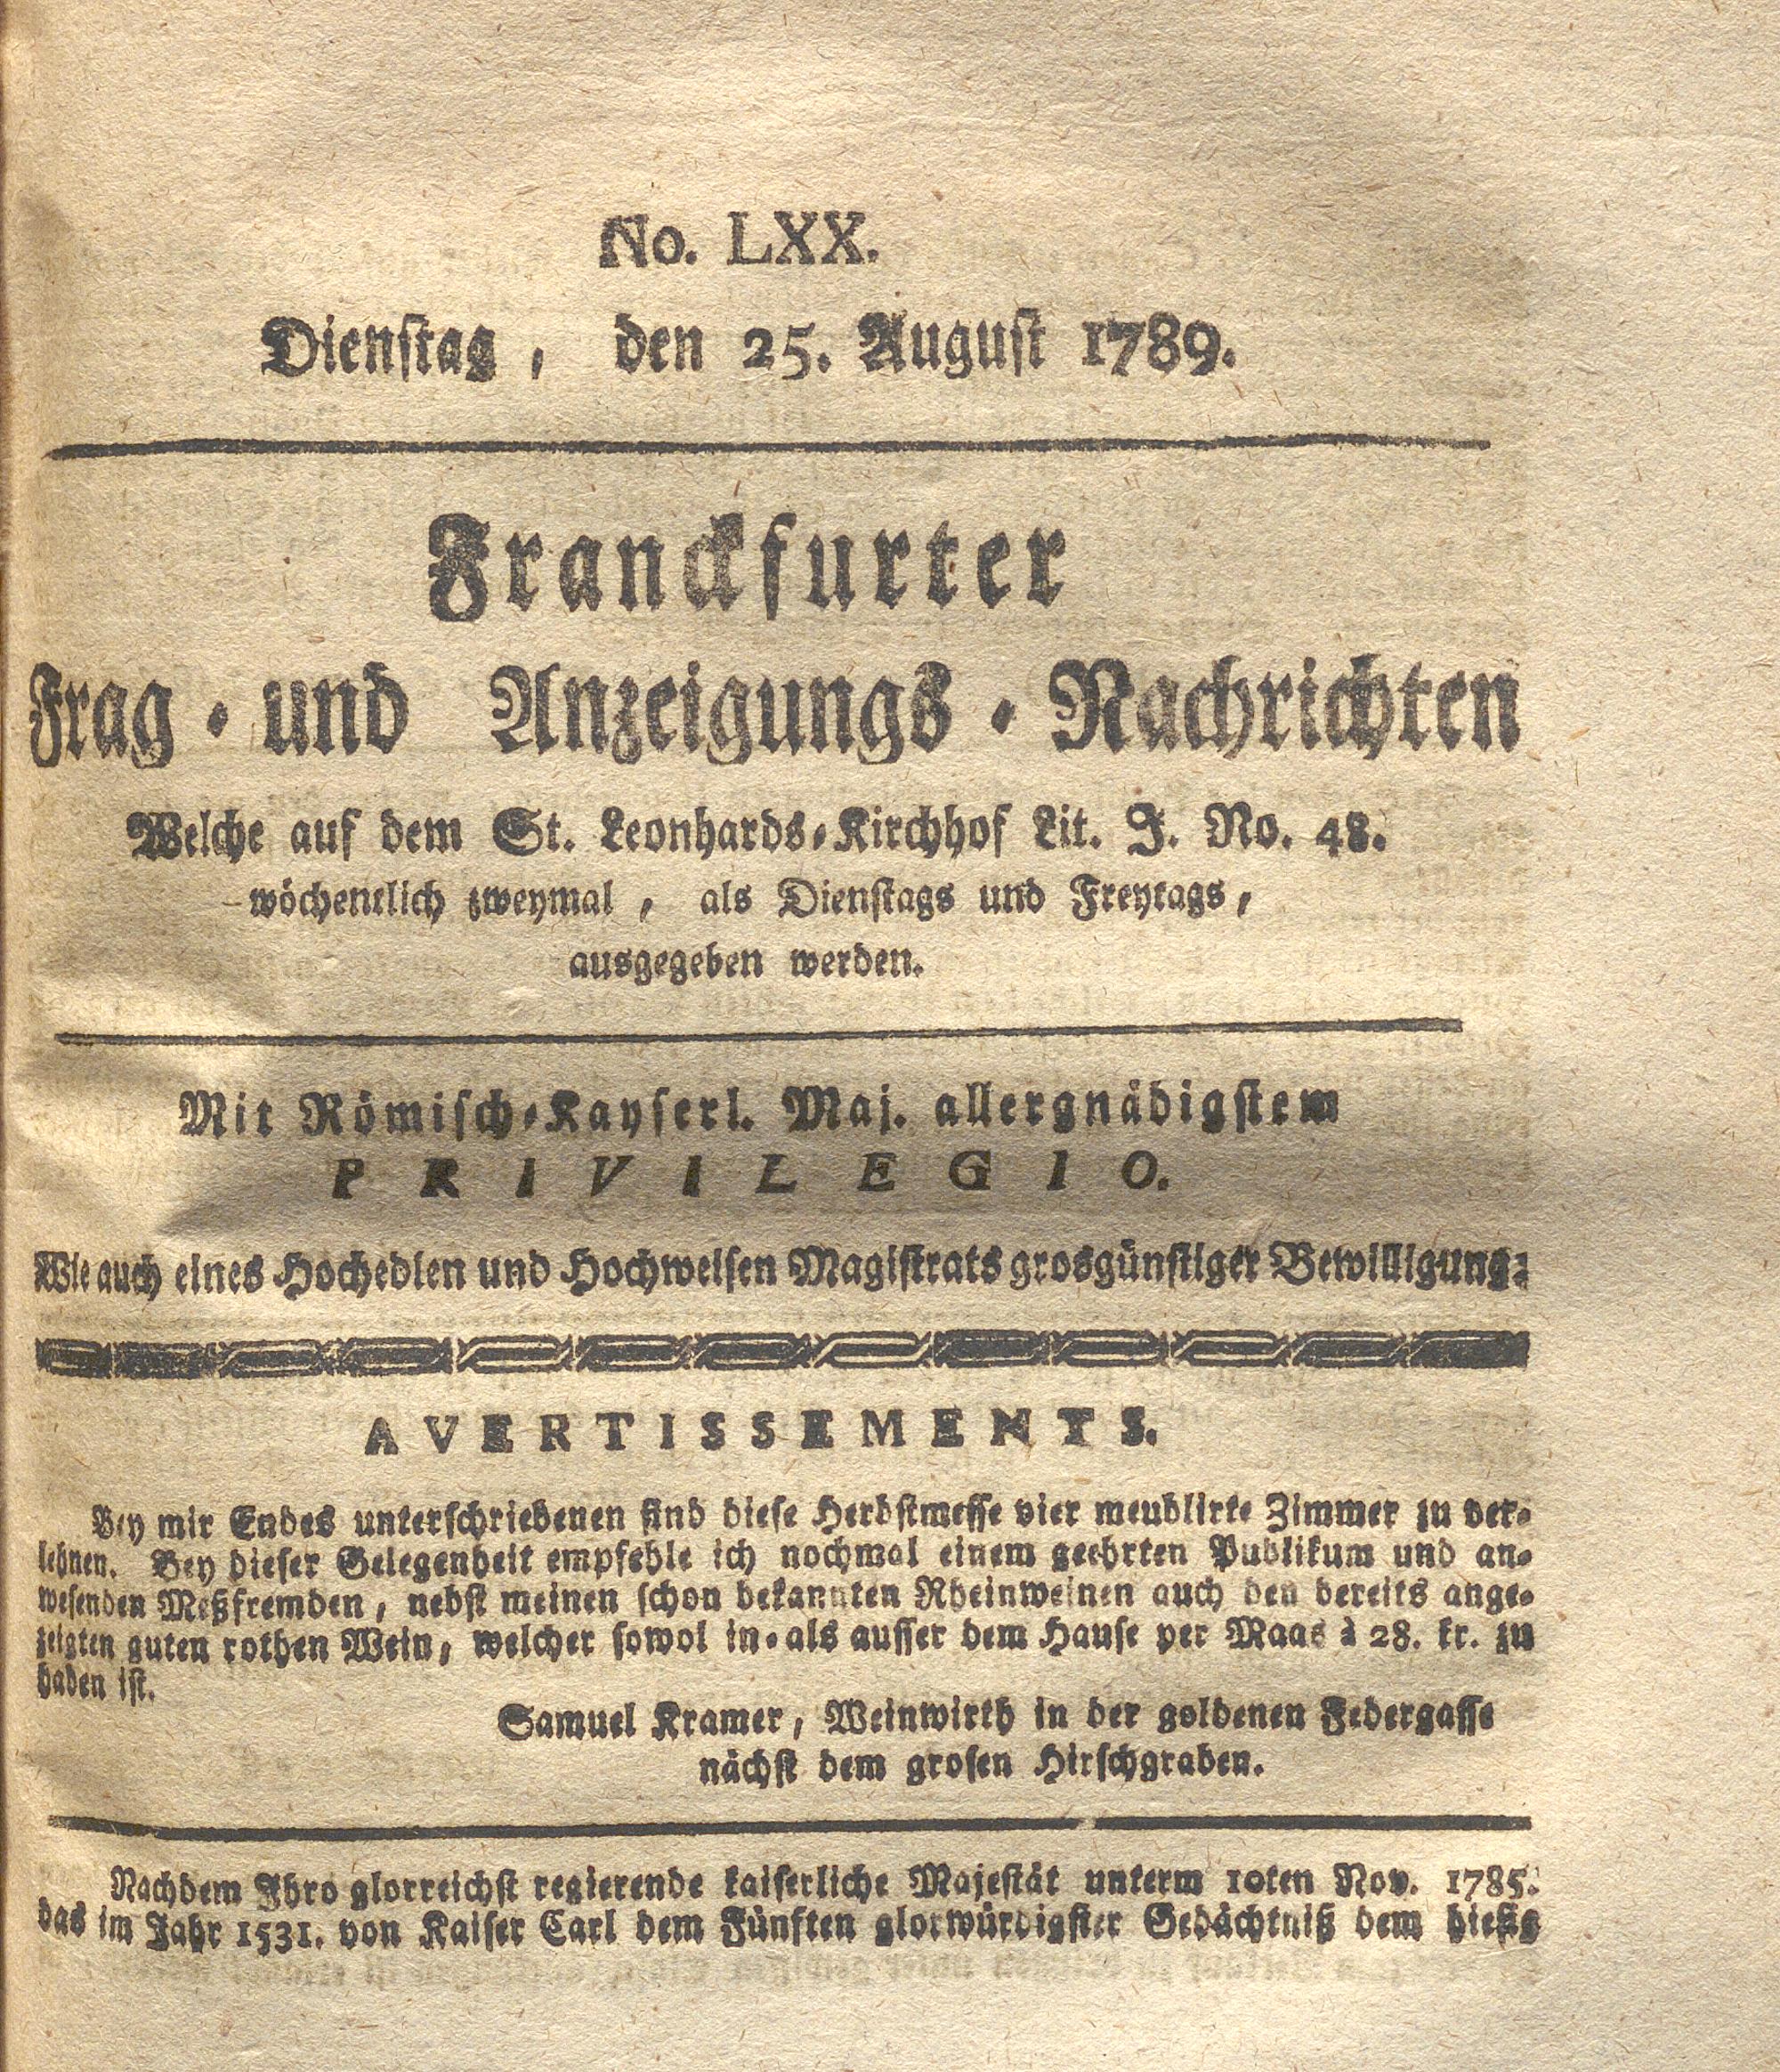 No. LXX.
Dienstag, den 25. August 1789.
Franckfurter
Frag- und Anzeigungs-Nachrichten
Welche auf dem St. Leonhards-Kirchhof Lit. J. No. 48.
wöchentlich zweymal, als Dienstags und Freytags,
ausgegeben werden.
Mit Römisch-Kayserl. Maj. allergnädigstem
PRIVILEGIO.
Wie auch eines Hochedlen und Hochweisen Magistrats grosgünstiger Bewilligung:
AVERTISSEMENTS.
Bey mir Endes unterschriebenen sind diese Herbstmesse vier meublirte Zimmer zu ver-
lehnen. Bey dieser Gelegenheit empfehle ich nochmal einem geehrten Publikum und an-
wesenden Meßfremden, nebst meinen schon bekannten Rheinweinen auch den bereits ange-
zeigten guten rothen Wein, welcher sowol in- als ausser dem Hause per Maas à 28. kr. zu
haben ist.
Samuel Kramer, Weinwirth in der goldenen Federgasse
nächst dem grosen Hirschgraben.
Nachdem Ihro glorreichst regierende kaiserliche Majestät unterm 10ten Nov. 1785.
das im Jahr 1531. von Kaiser Carl dem Fünften glorwürdigster Gedächtniß dem hiesig